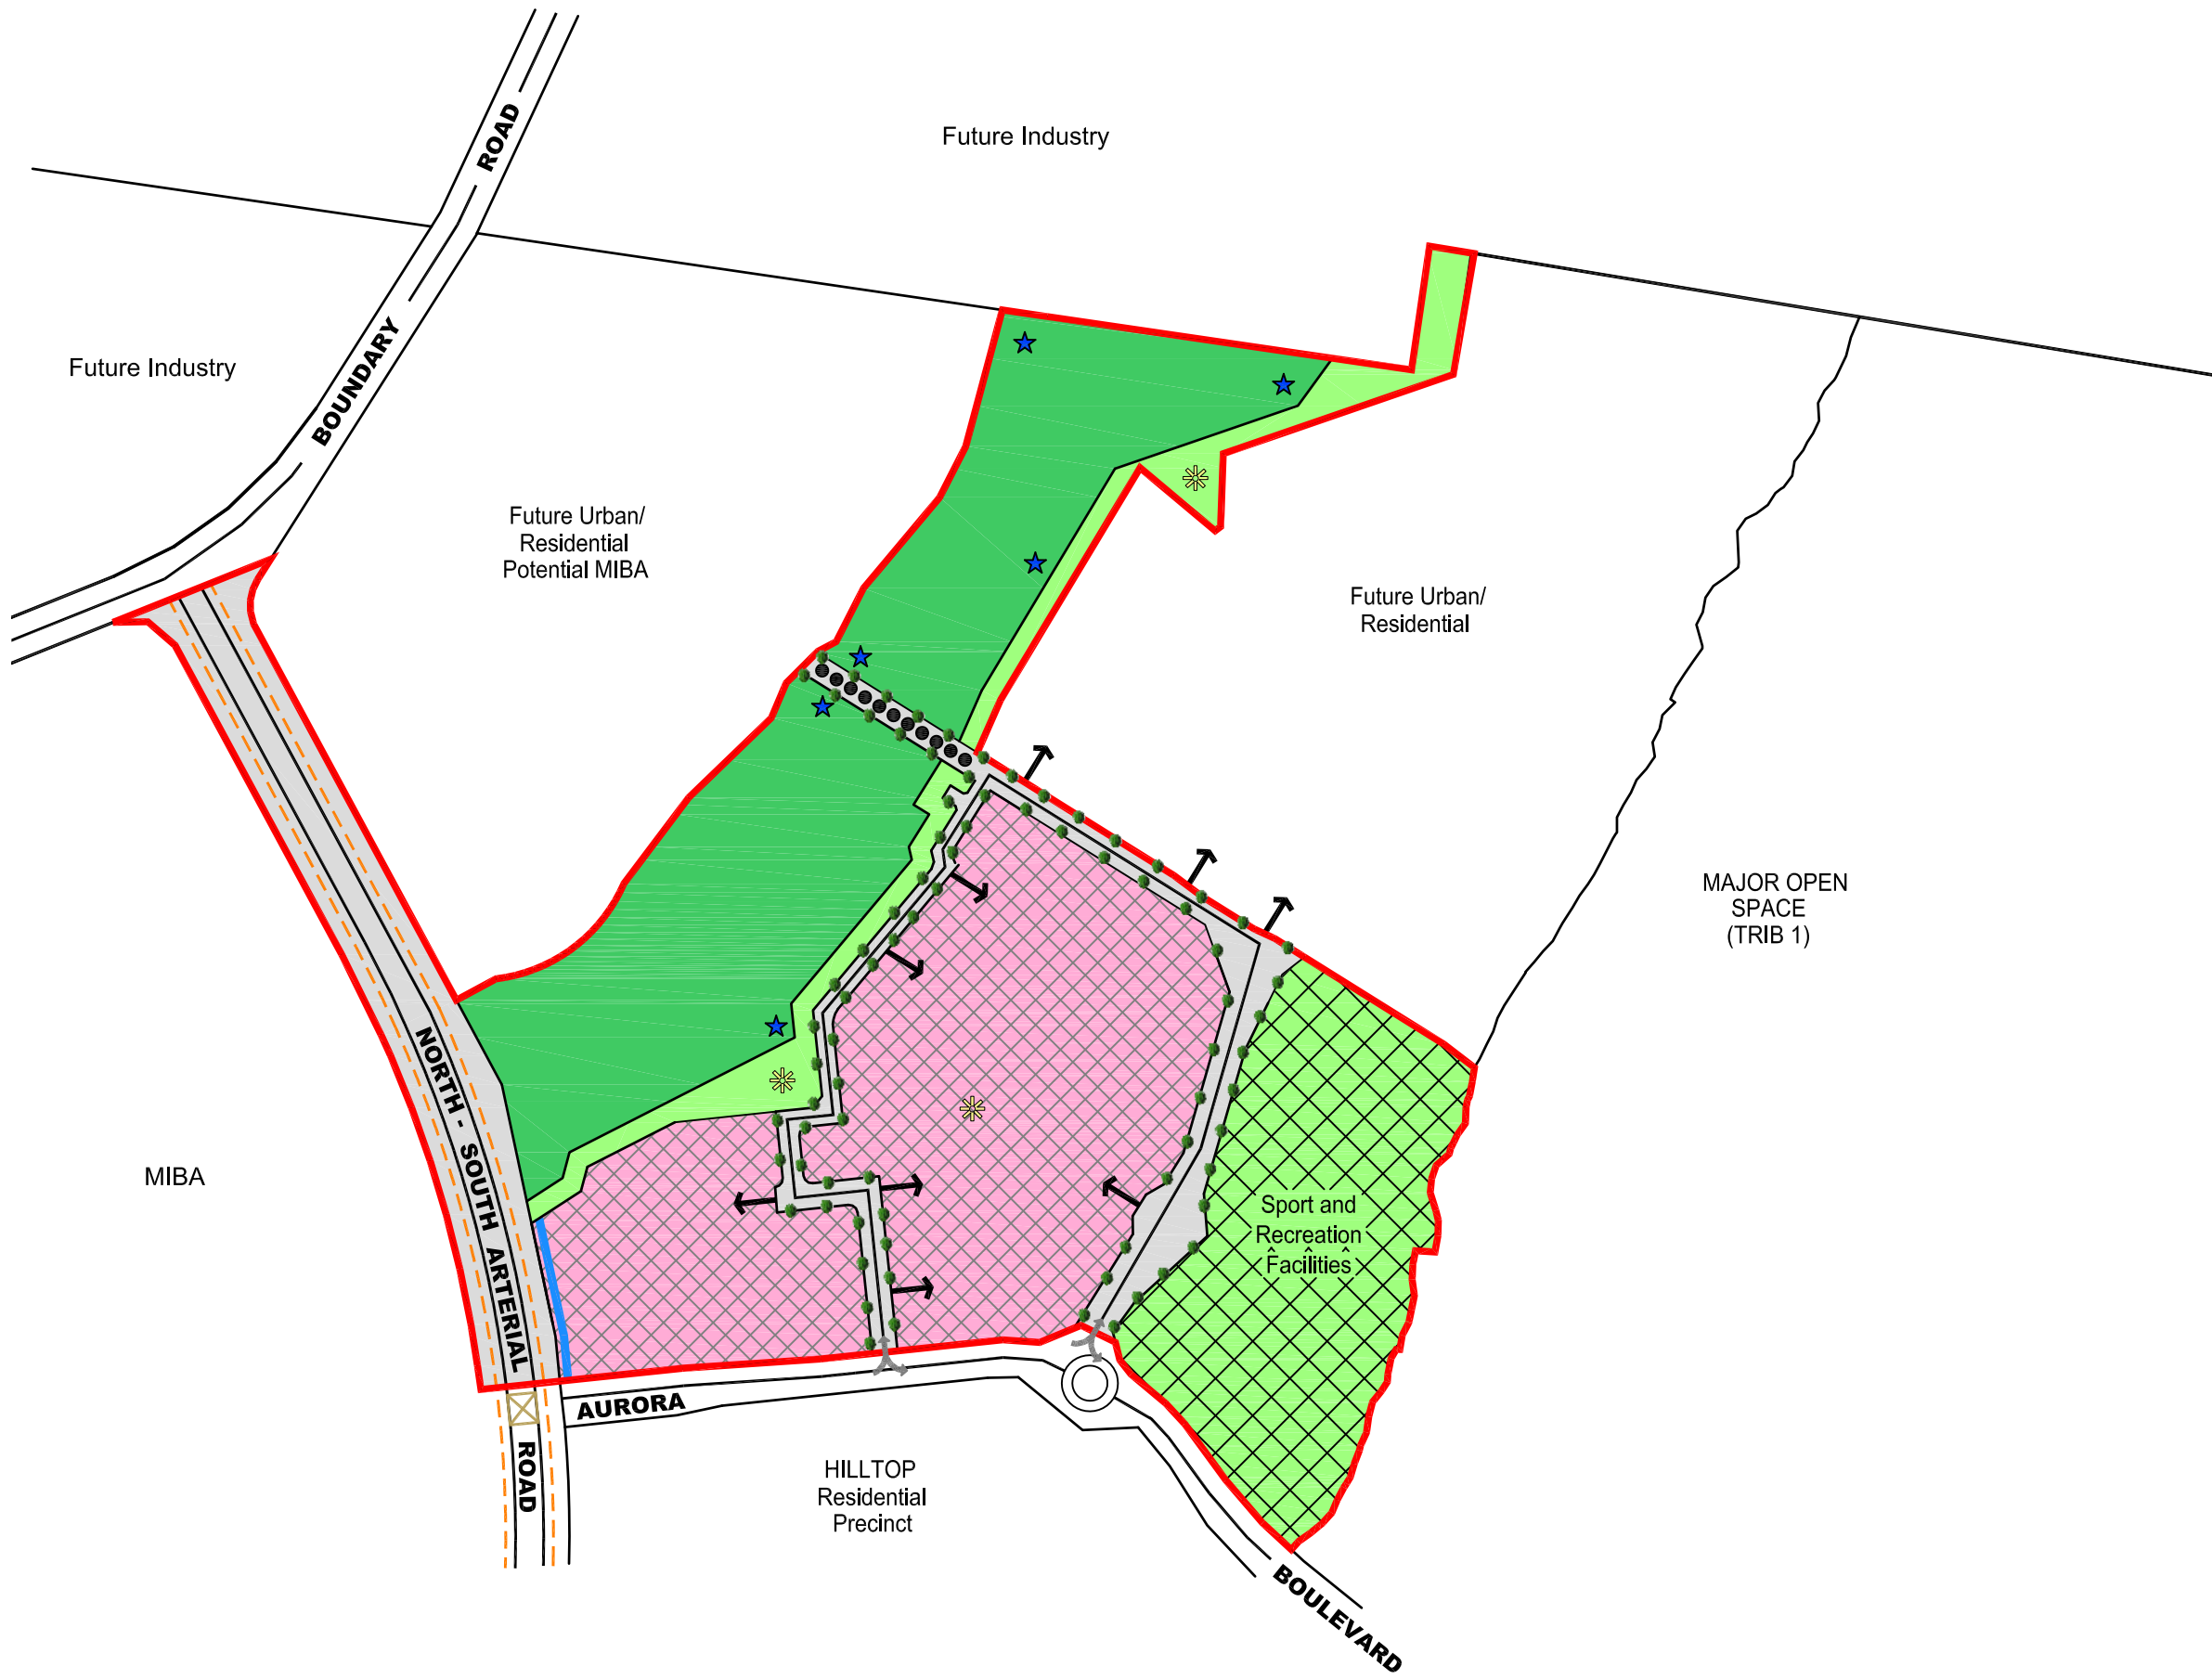 ROAD
Future Industry
BOUNDARY
Future Industry
Future Urban/
Residential
Potential MIBA
Future Urban/
Residential
MAJOR OPEN
SPACE
(TRIB 1)
MIBA
NORTH - SOUTH ARTERIAL
ROAD
Sport and
Recreation
Facilities
AURORA
BOULEVARD
HILLTOP
Residential
Precinct